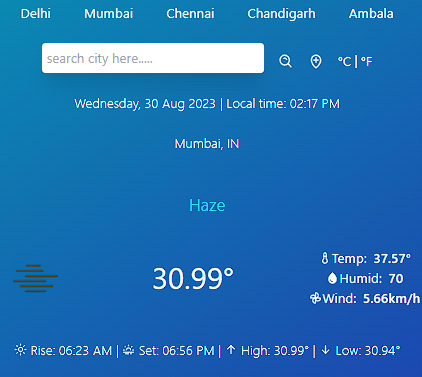 Delhi Mumbai Chennai Chandigarh Ambala
search city here.....
°C | °F
Wednesday, 30 Aug 2023 | Local time: 02:17 PM
Mumbai, IN
Haze
30.99°
Temp: 37.57°
Humid: 70
Wind: 5.66km/h
Rise: 06:23 AM | Set: 06:56 PM | High: 30.99° | Low: 30.94°